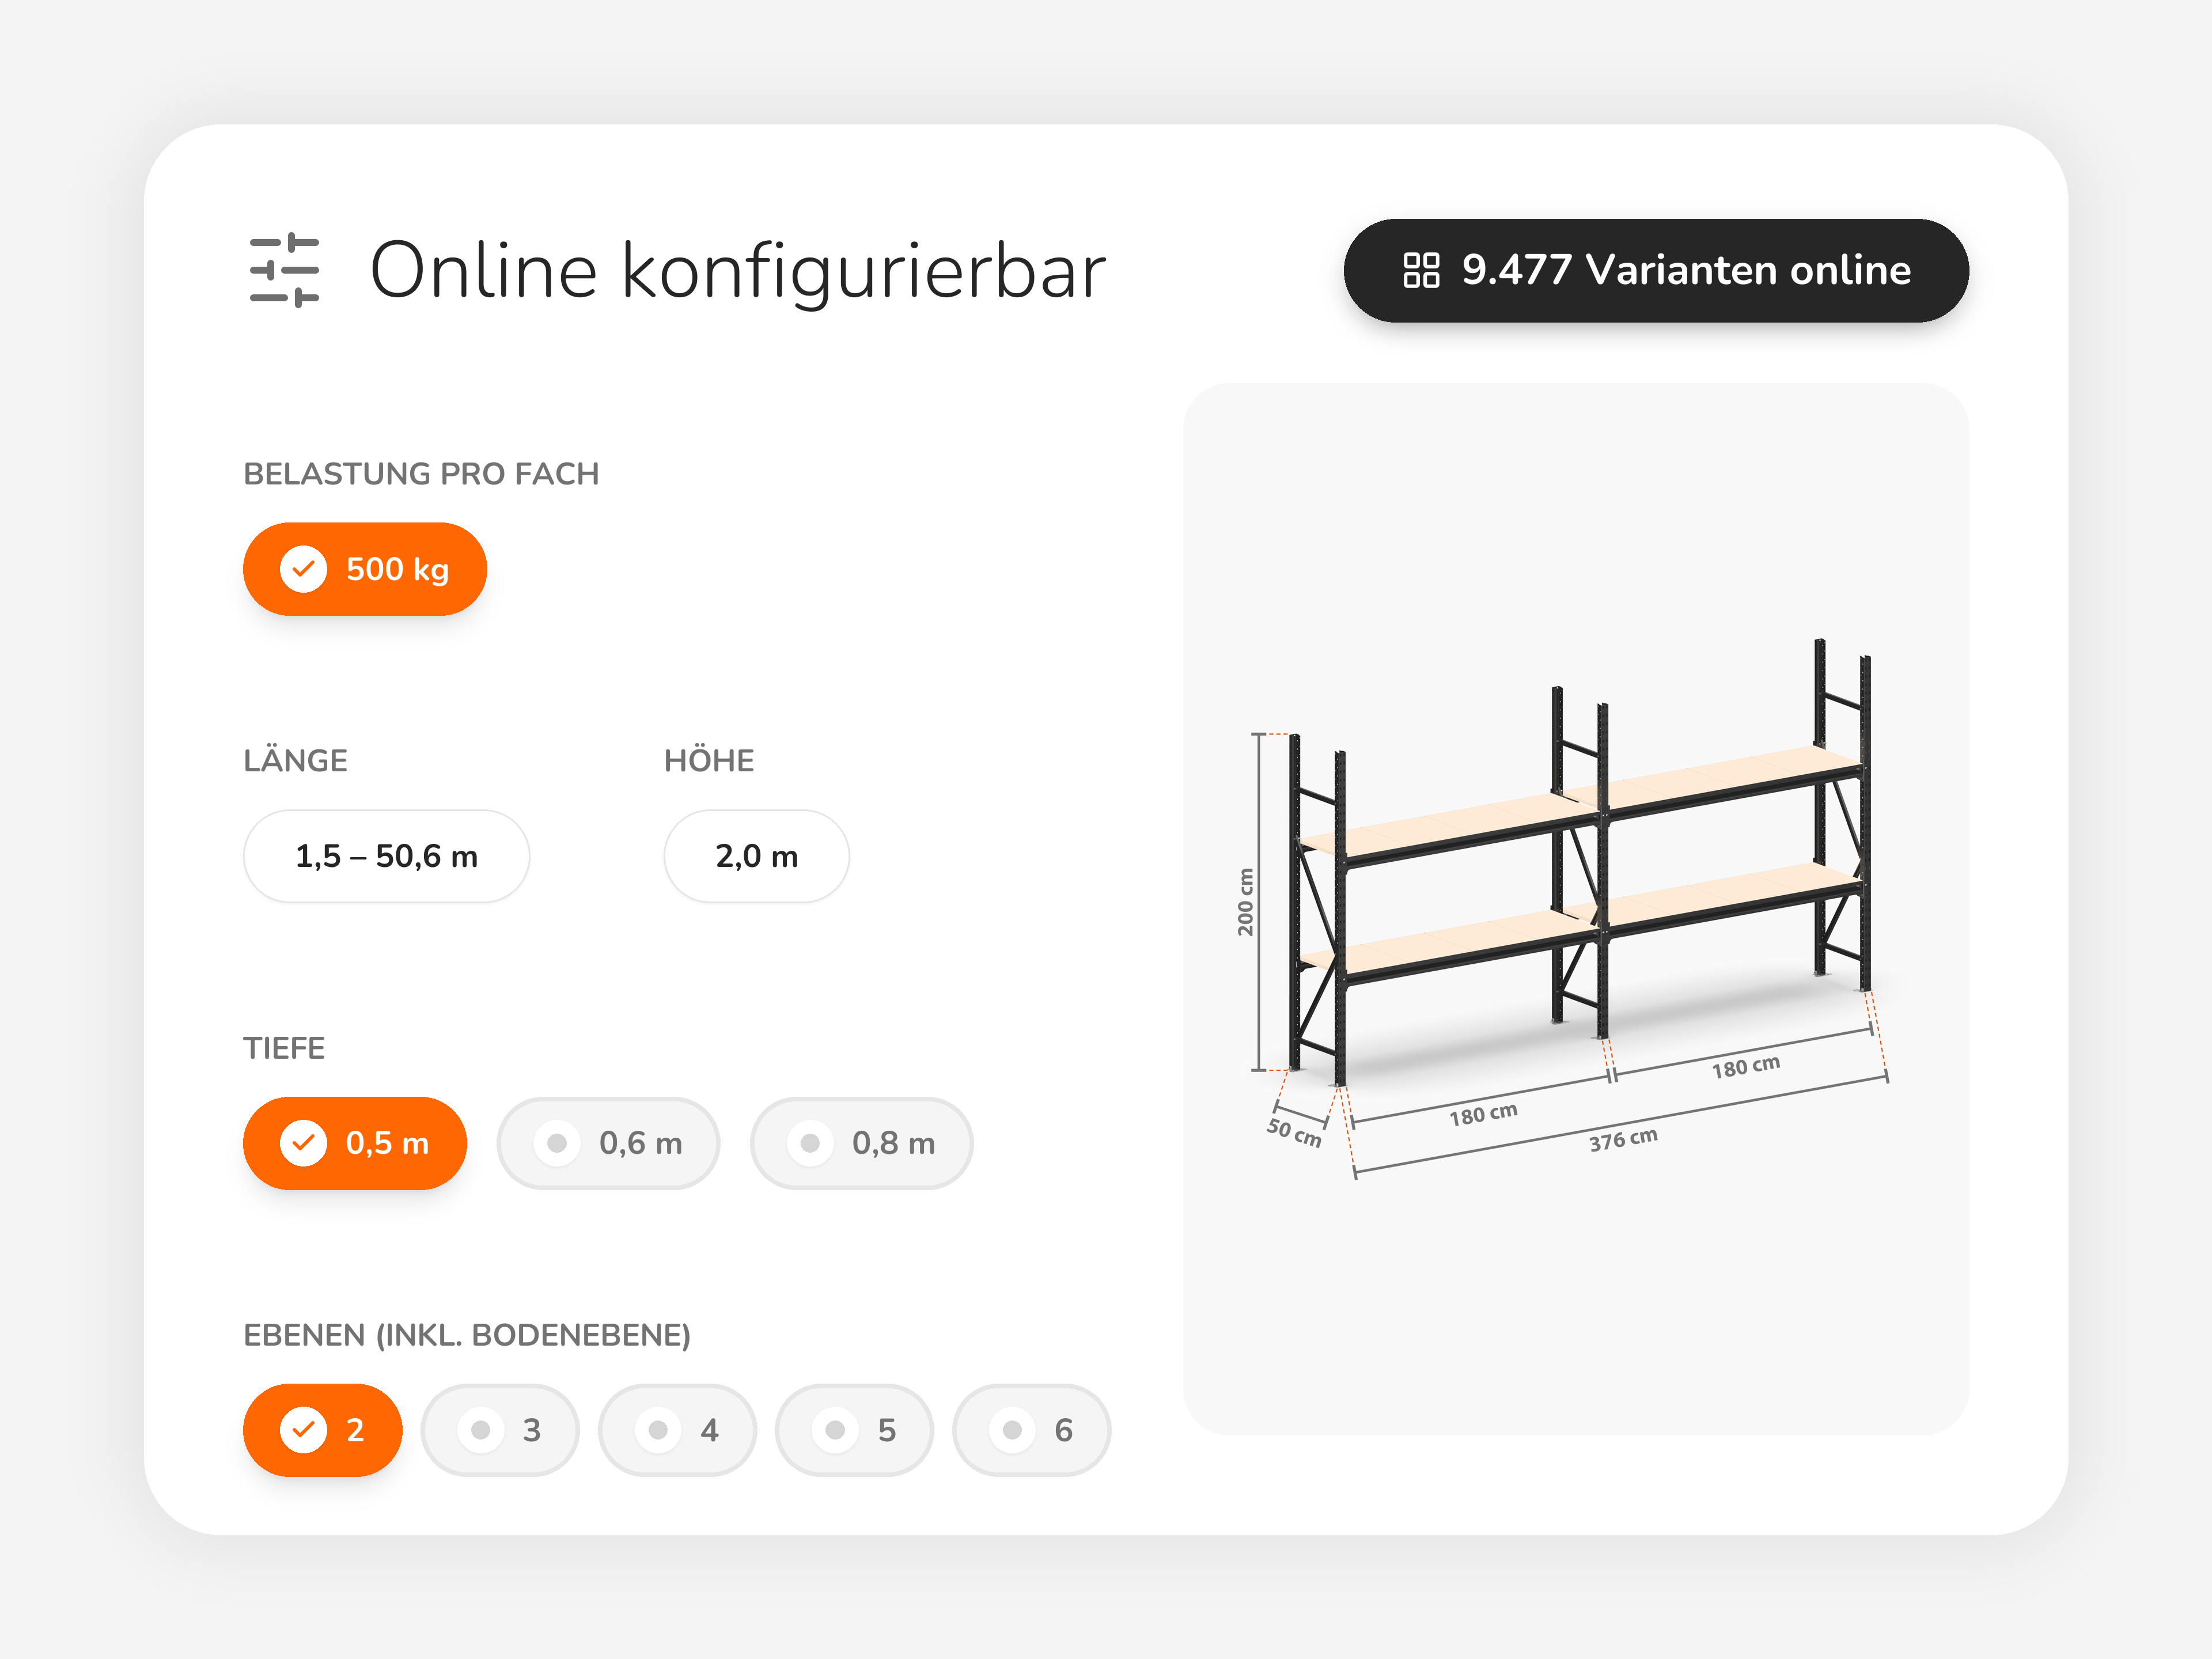 Online konfigurierbar
9.477 Varianten online
BELASTUNG PRO FACH
500 kg
LÄNGE
HÖHE
1,5 – 50,6 m
2,0 m
TIEFE
0,5 m
0,6 m
0,8 m
EBENEN (INKL. BODENEBENE)
2
3
4
5
6
200 cm
50 cm
180 cm
180 cm
376 cm